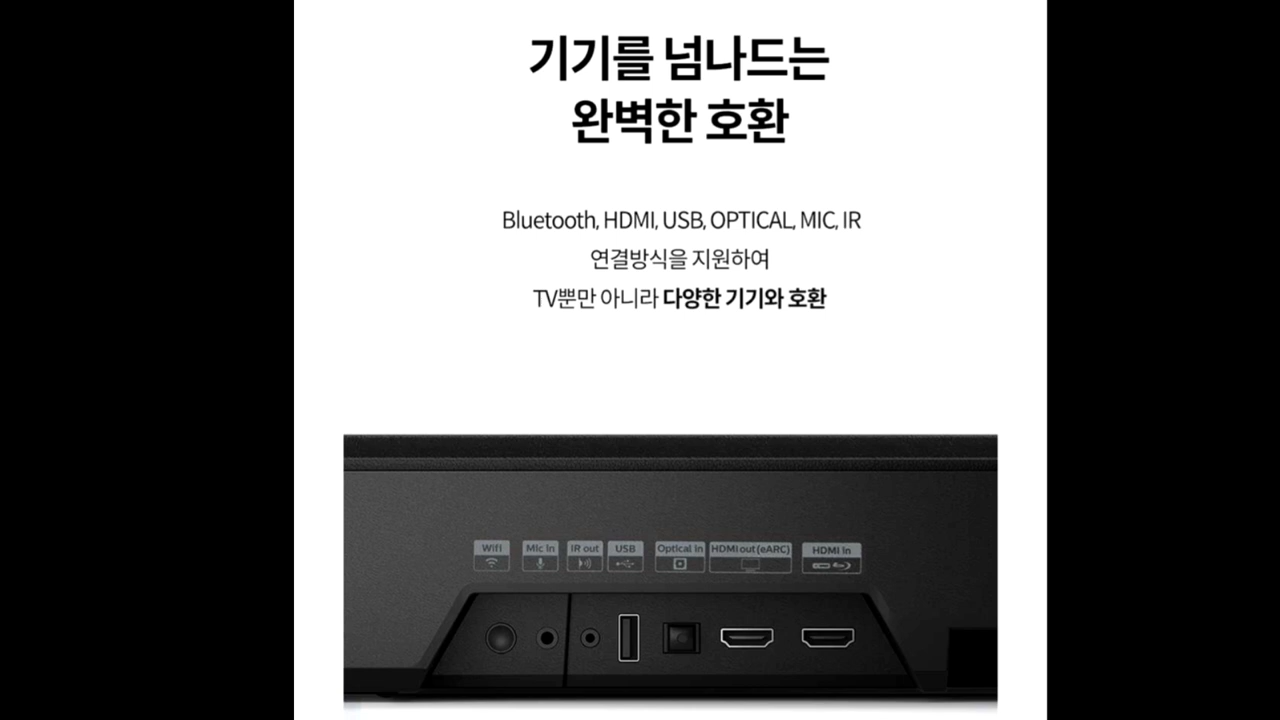 기기를 넘나드는
완벽한 호환
Bluetooth, HDMI, USB, OPTICAL, MIC, IR
연결방식을 지원하여
TV뿐만 아니라 다양한 기기와 호환
Wifi Mic in IR out USB Optical in HDMI out (eARC) HDMI in